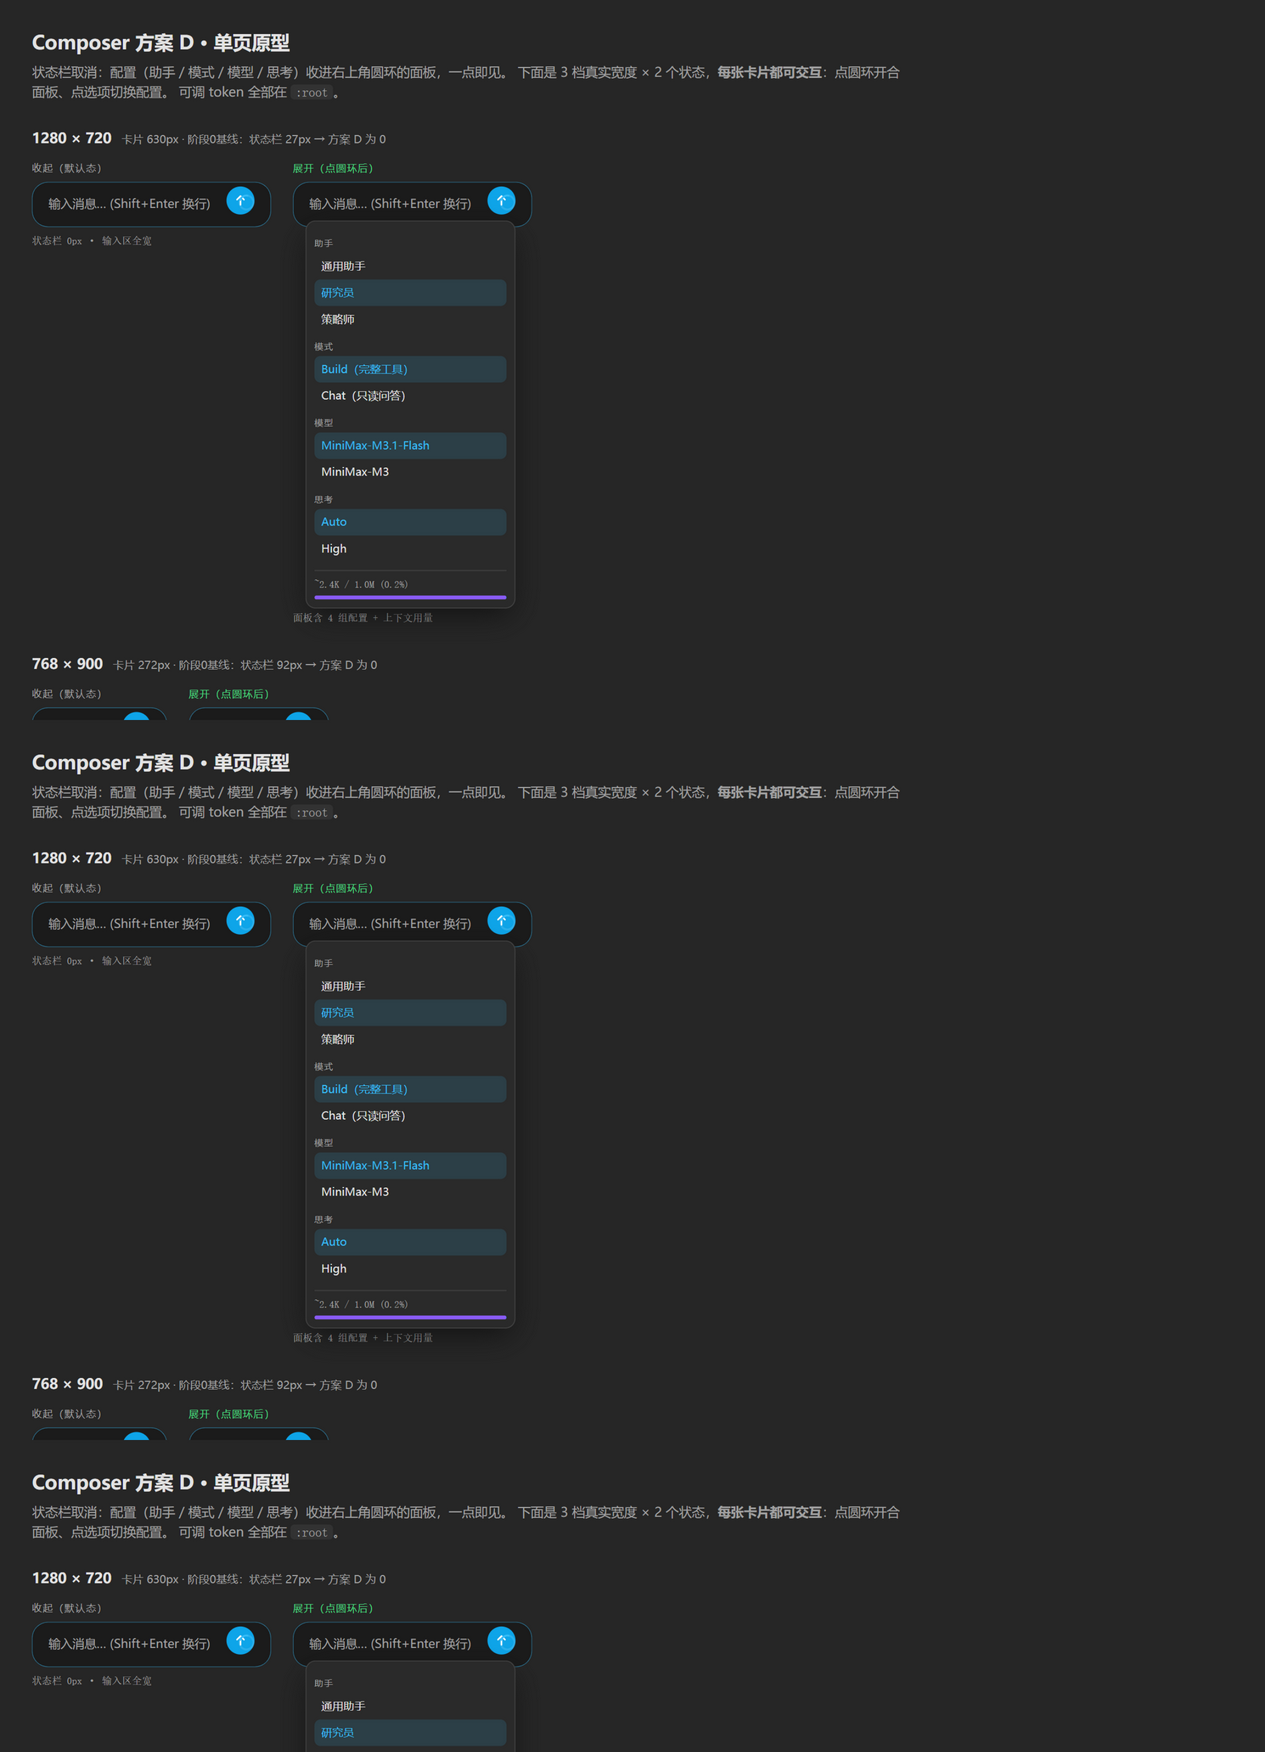 Composer 方案 D • 单页原型
状态栏取消：配置（助手 / 模式 / 模型 / 思考）收进右上角圆环的面板，一点即见。 下面是 3 档真实宽度 × 2 个状态，每张卡片都可交互：点圆环开合
面板、点选项切换配置。 可调 token 全部在 :root。
1280 × 720 卡片 630px · 阶段0基线：状态栏 27px → 方案 D 为 0
收起（默认态） 展开（点圆环后）
输入消息... (Shift+Enter 换行) 输入消息... (Shift+Enter 换行)
状态栏 0px • 输入区全宽
助手
通用助手
研究员
策略师
模式
Build（完整工具）
Chat（只读问答）
模型
MiniMax-M3.1-Flash
MiniMax-M3
思考
Auto
High
~2.4K / 1.0M (0.2%)
面板含 4 组配置 + 上下文用量
768 × 900 卡片 272px · 阶段0基线：状态栏 92px → 方案 D 为 0
收起（默认态） 展开（点圆环后）
Composer 方案 D • 单页原型
状态栏取消：配置（助手 / 模式 / 模型 / 思考）收进右上角圆环的面板，一点即见。 下面是 3 档真实宽度 × 2 个状态，每张卡片都可交互：点圆环开合
面板、点选项切换配置。 可调 token 全部在 :root。
1280 × 720 卡片 630px · 阶段0基线：状态栏 27px → 方案 D 为 0
收起（默认态） 展开（点圆环后）
输入消息... (Shift+Enter 换行) 输入消息... (Shift+Enter 换行)
状态栏 0px • 输入区全宽
助手
通用助手
研究员
策略师
模式
Build（完整工具）
Chat（只读问答）
模型
MiniMax-M3.1-Flash
MiniMax-M3
思考
Auto
High
~2.4K / 1.0M (0.2%)
面板含 4 组配置 + 上下文用量
768 × 900 卡片 272px · 阶段0基线：状态栏 92px → 方案 D 为 0
收起（默认态） 展开（点圆环后）
Composer 方案 D • 单页原型
状态栏取消：配置（助手 / 模式 / 模型 / 思考）收进右上角圆环的面板，一点即见。 下面是 3 档真实宽度 × 2 个状态，每张卡片都可交互：点圆环开合
面板、点选项切换配置。 可调 token 全部在 :root。
1280 × 720 卡片 630px · 阶段0基线：状态栏 27px → 方案 D 为 0
收起（默认态） 展开（点圆环后）
输入消息... (Shift+Enter 换行) 输入消息... (Shift+Enter 换行)
状态栏 0px • 输入区全宽
助手
通用助手
研究员